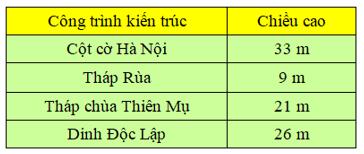 Công trình kiến trúc Chiều cao
Cột cờ Hà Nội 33 m
Tháp Rùa 9 m
Tháp chùa Thiên Mụ 21 m
Dinh Độc Lập 26 m